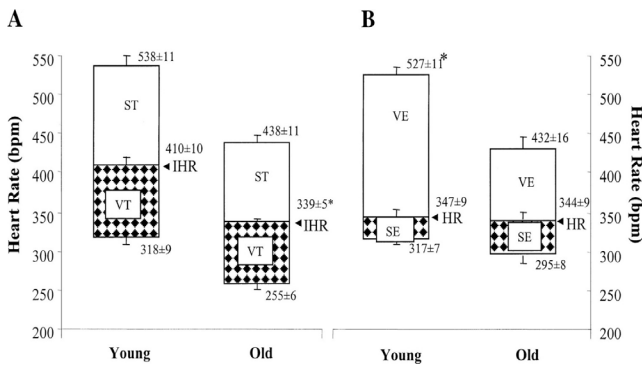 A
B
Heart Rate (bpm)
550
500
450
400
350
300
250
200
538±11
ST
410±10
IHR
VT
318±9
438±11
ST
339±5*
IHR
VT
255±6
Young
Old
527±11*
VE
347±9
HR
SE
317±7
432±16
VE
344±9
HR
SE
295±8
Young
Old
550
500
450
400
350
300
250
200
Heart Rate (bpm)